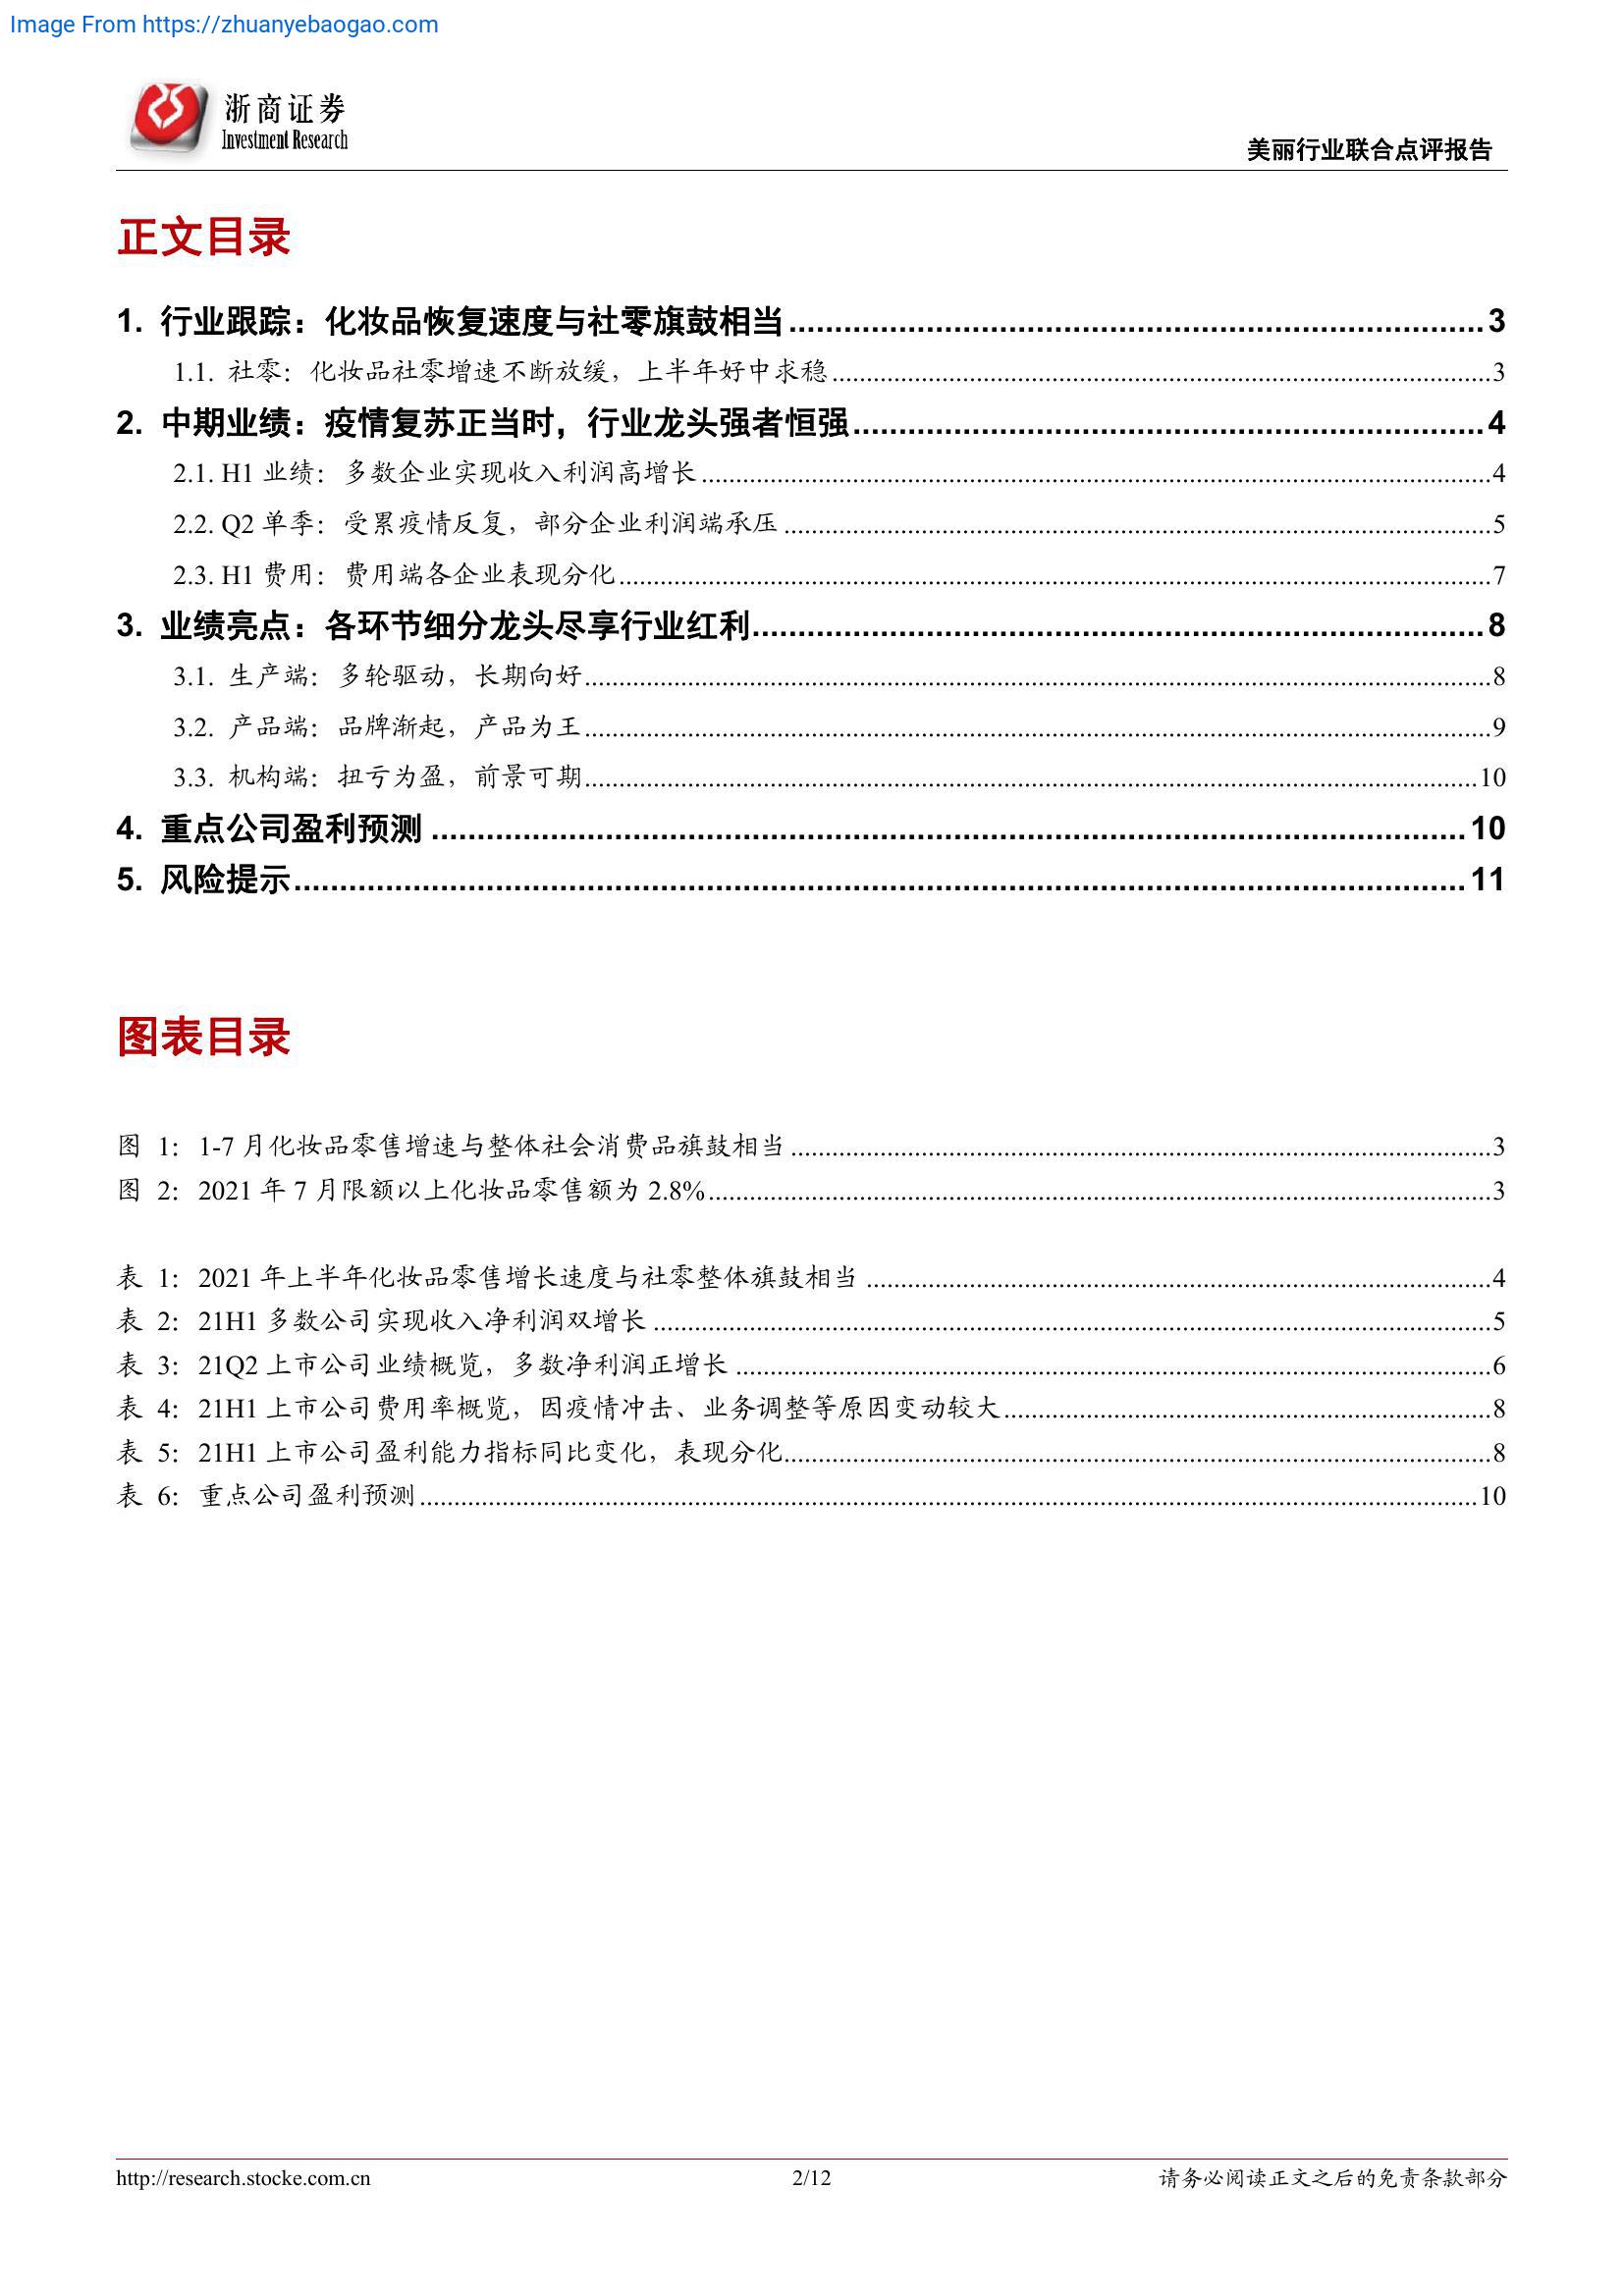 Image From https://zhuanyebaogao.com
浙商证券
Investment Research
美丽行业联合点评报告
正文目录
1. 行业跟踪：化妆品恢复速度与社零旗鼓相当........3
1.1. 社零：化妆品社零增速不断放缓，上半年好中求稳........3
2. 中期业绩：疫情复苏正当时，行业龙头强者恒强........4
2.1. H1 业绩：多数企业实现收入利润高增长........4
2.2. Q2 单季：受累疫情反复，部分企业利润端承压........5
2.3. H1 费用：费用端各企业表现分化........7
3. 业绩亮点：各环节细分龙头尽享行业红利........8
3.1. 生产端：多轮驱动，长期向好........8
3.2. 产品端：品牌渐起，产品为王........9
3.3. 机构端：扭亏为盈，前景可期........10
4. 重点公司盈利预测........10
5. 风险提示........11
图表目录
图 1：1-7 月化妆品零售增速与整体社会消费品旗鼓相当........3
图 2：2021 年 7 月限额以上化妆品零售额为 2.8%........3
表 1：2021 年上半年化妆品零售增长速度与社零整体旗鼓相当........4
表 2：21H1 多数公司实现收入净利润双增长........5
表 3：21Q2 上市公司业绩概览，多数净利润正增长........6
表 4：21H1 上市公司费用率概览，因疫情冲击、业务调整等原因变动较大........8
表 5：21H1 上市公司盈利能力指标同比变化，表现分化........8
表 6：重点公司盈利预测........10
http://research.stocke.com.cn
2/12
请务必阅读正文之后的免责条款部分